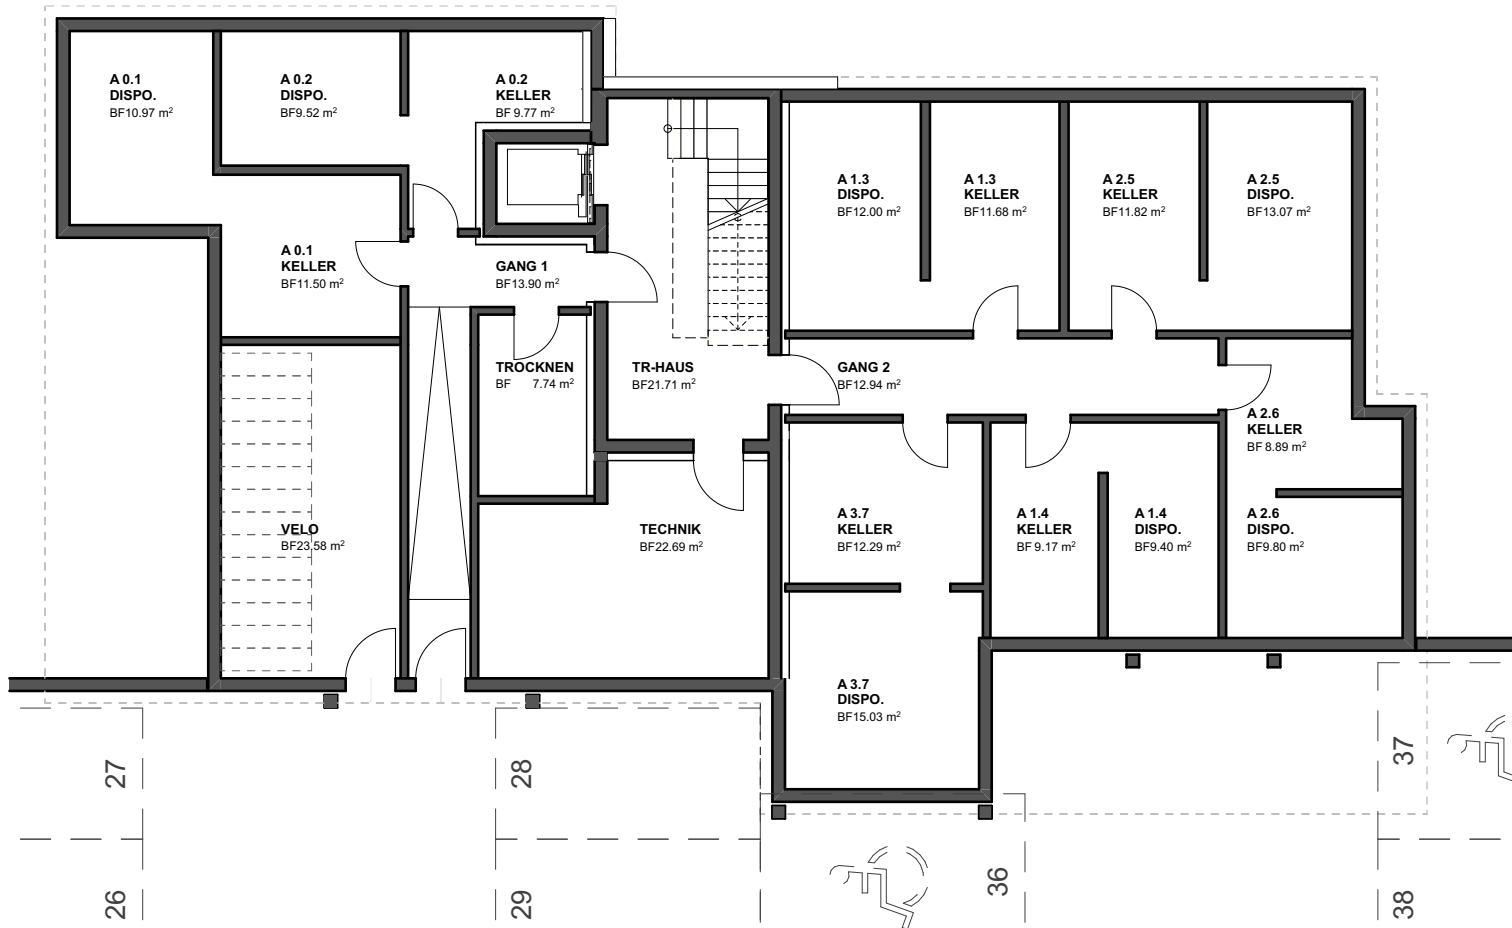 A 0.1
DISPO.
BF10.97 m²
A 0.2
DISPO.
BF9.52 m²
A 0.2
KELLER
BF 9.77 m²
A 1.3
DISPO.
BF12.00 m²
A 1.3
KELLER
BF11.68 m²
A 2.5
KELLER
BF11.82 m²
A 2.5
DISPO.
BF13.07 m²
A 0.1
KELLER
BF11.50 m²
GANG 1
BF13.90 m²
TROCKNEN
BF 7.74 m²
TR-HAUS
BF21.71 m²
GANG 2
BF12.94 m²
A 2.6
KELLER
BF 8.89 m²
VELO
BF23.58 m²
TECHNIK
BF22.69 m²
A 3.7
KELLER
BF12.29 m²
A 1.4
KELLER
BF 9.17 m²
A 1.4
DISPO.
BF9.40 m²
A 2.6
DISPO.
BF9.80 m²
A 3.7
DISPO.
BF15.03 m²
27
28
37
26
29
36
38